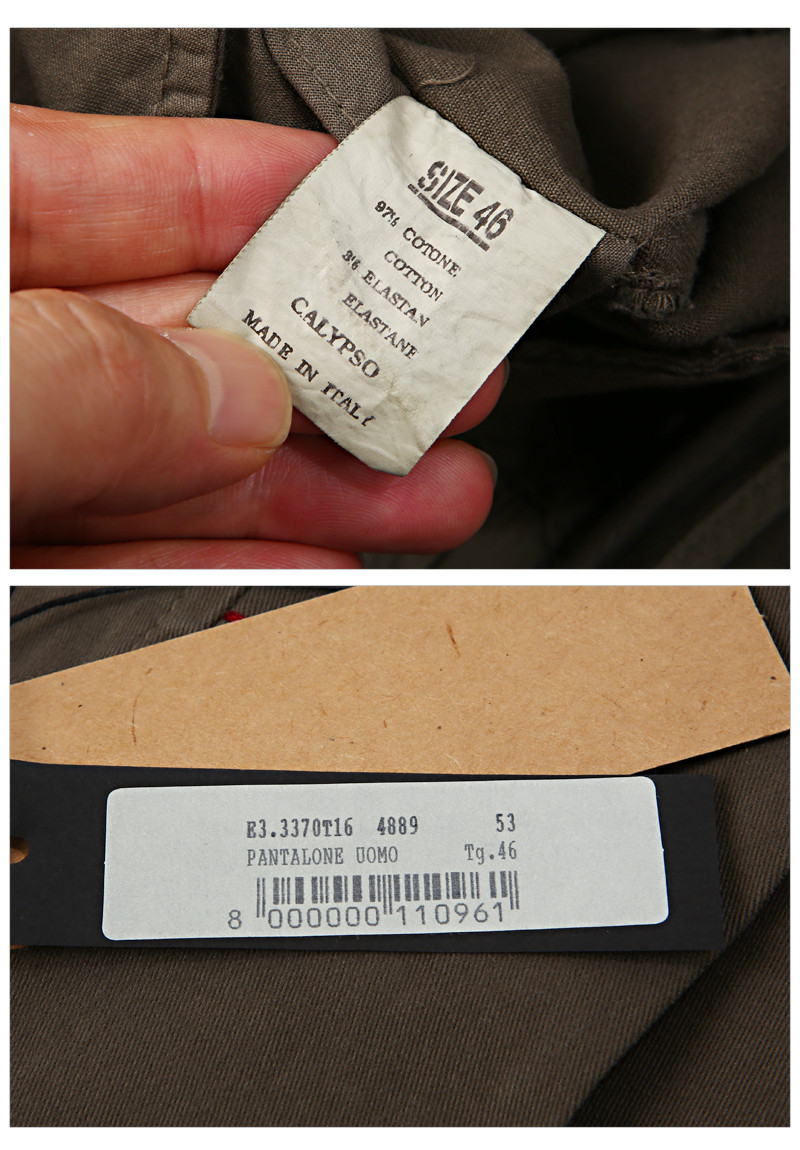 SIZE 46
97% COTONE
COTTON
3% ELASTAN
ELASTANE
CALYPSO
MADE IN ITALY
E3.3370T16 4889 53
PANTALONE UOMO Tg.46
8 000000 110961